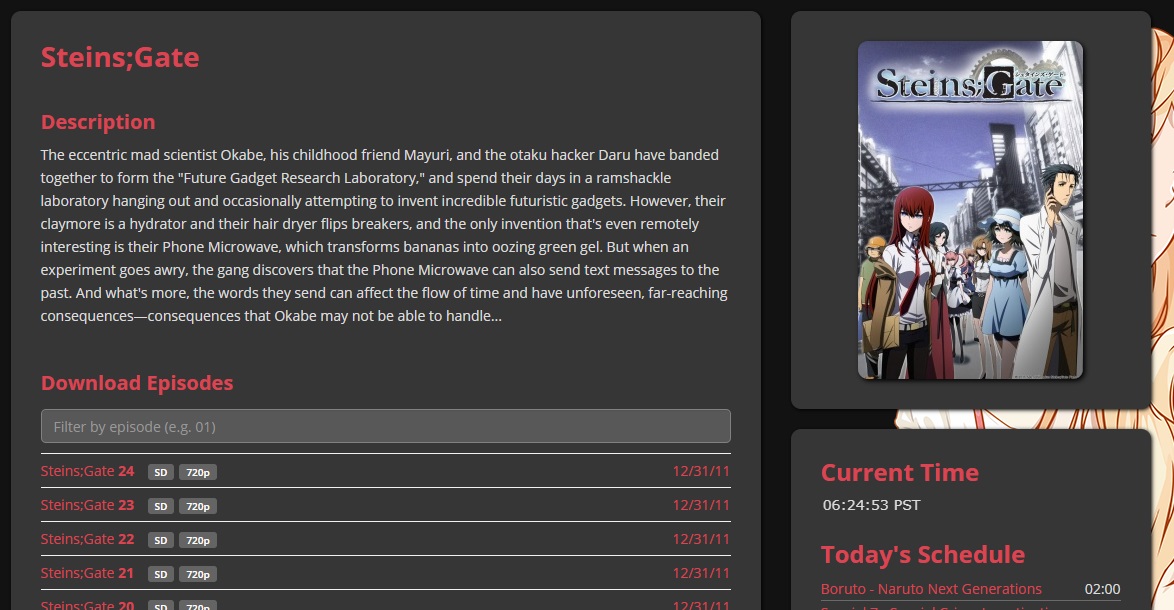 Steins;Gate
Description
The eccentric mad scientist Okabe, his childhood friend Mayuri, and the otaku hacker Daru have banded
together to form the "Future Gadget Research Laboratory," and spend their days in a ramshackle
laboratory hanging out and occasionally attempting to invent incredible futuristic gadgets. However, their
claymore is a hydrator and their hair dryer flips breakers, and the only invention that's even remotely
interesting is their Phone Microwave, which transforms bananas into oozing green gel. But when an
experiment goes awry, the gang discovers that the Phone Microwave can also send text messages to the
past. And what's more, the words they send can affect the flow of time and have unforeseen, far-reaching
consequences—consequences that Okabe may not be able to handle...
Download Episodes
Filter by episode (e.g. 01)
Steins;Gate 24 SD 720p 12/31/11
Steins;Gate 23 SD 720p 12/31/11
Steins;Gate 22 SD 720p 12/31/11
Steins;Gate 21 SD 720p 12/31/11
Steins;Gate 20 SD 720p 12/31/11
Steins;Gate
Current Time
06:24:53 PST
Today's Schedule
Boruto - Naruto Next Generations 02:00